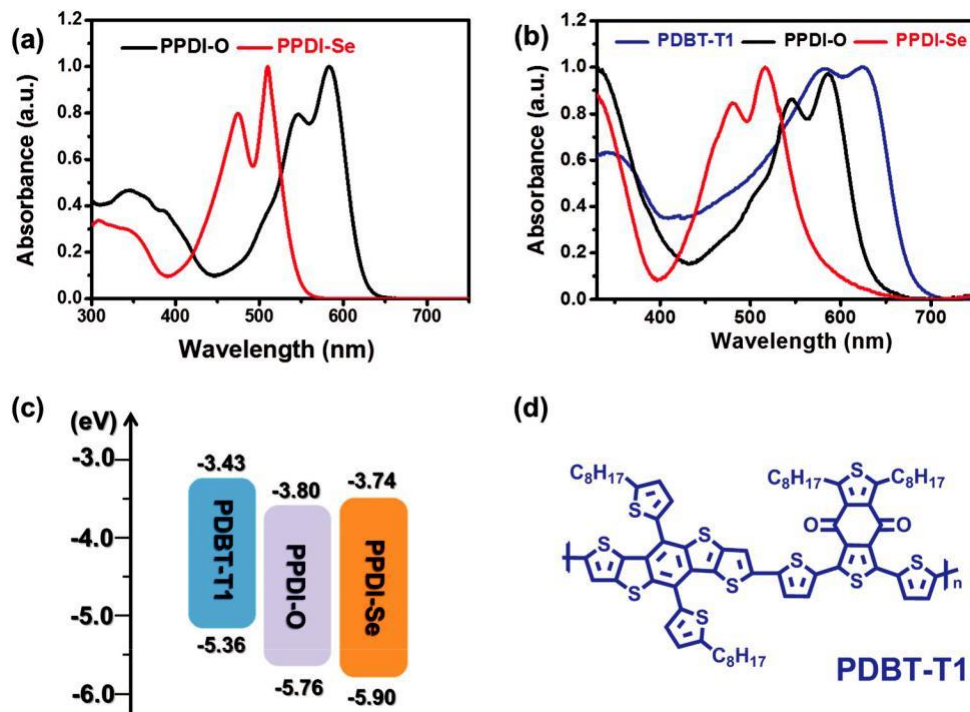 (a)
1.2
1.0
0.8
0.6
0.4
0.2
0.0
Absorbance (a.u.)
PPDI-O
PPDI-Se
300 400 500 600 700
Wavelength (nm)
(b)
1.2
1.0
0.8
0.6
0.4
0.2
0.0
Absorbance (a.u.)
PDBT-T1
PPDI-O
PPDI-Se
400 500 600 700
Wavelength (nm)
(c)
(eV)
-3.0
-4.0
-5.0
-6.0
-3.43
PDBT-T1
-5.36
-3.80
PPDI-O
-5.76
-3.74
PPDI-Se
-5.90
(d)
C8H17
S
S
S
S
S
C8H17
S
S
C8H17
S
C8H17
O
O
S
S
n
PDBT-T1